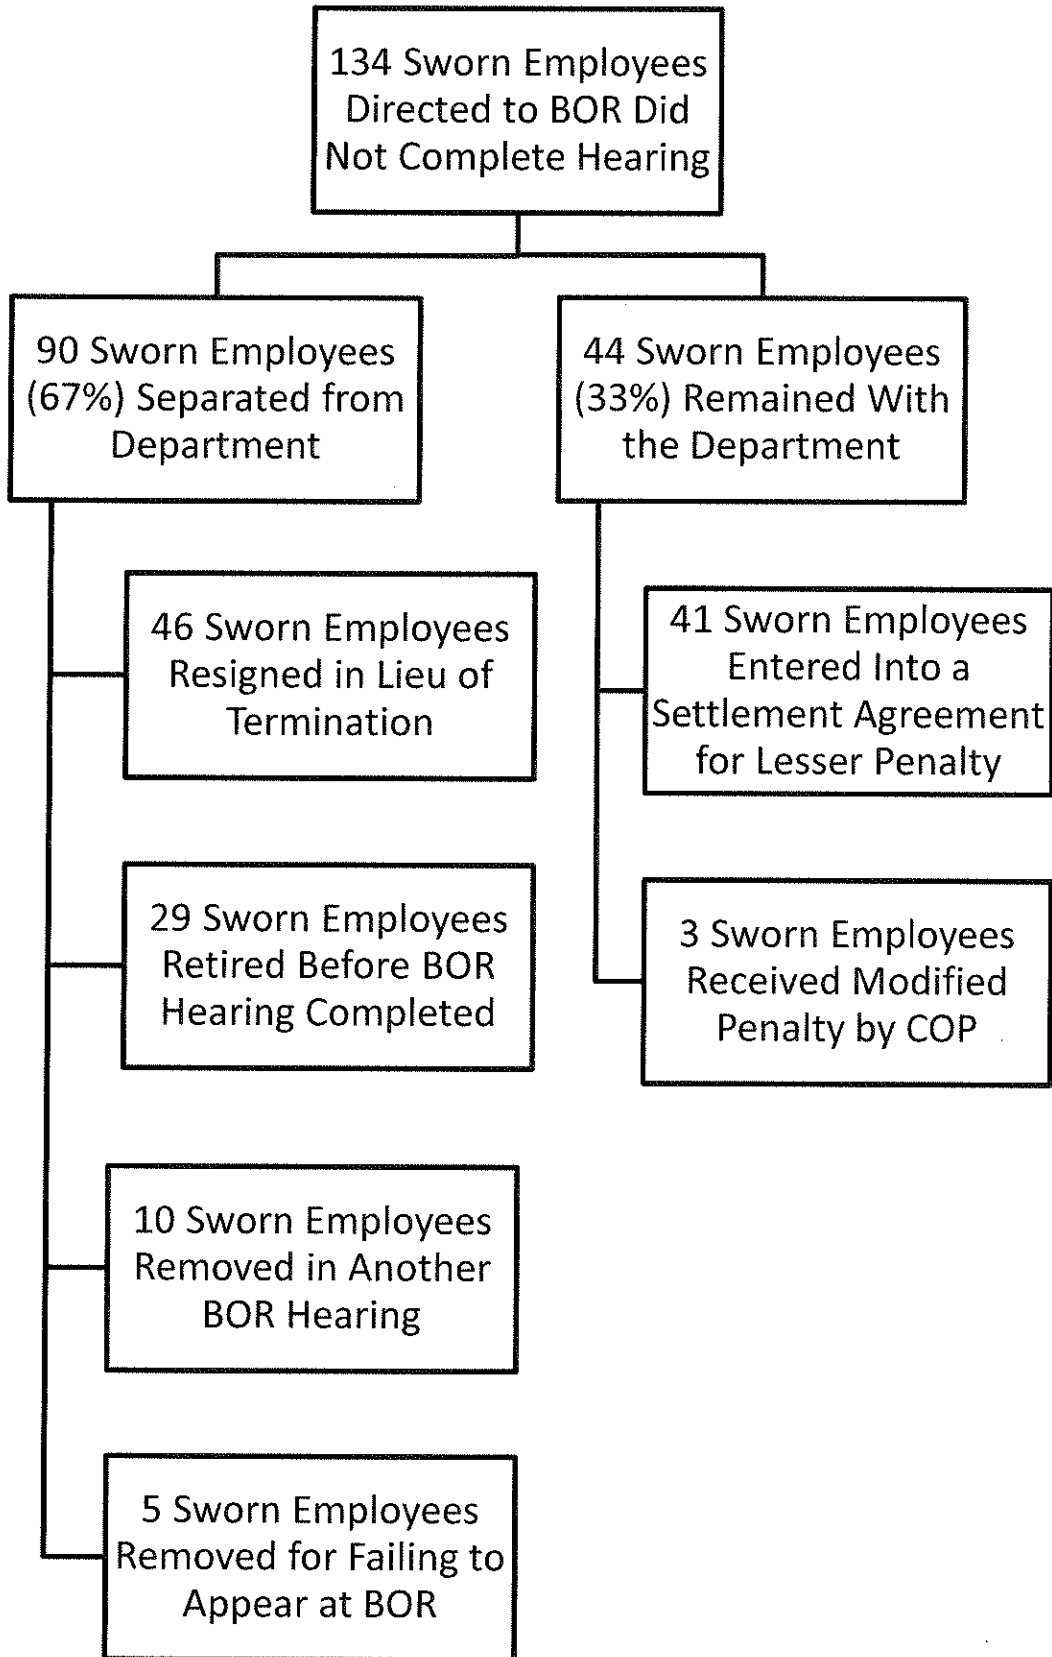 134 Sworn Employees
Directed to BOR Did
Not Complete Hearing
90 Sworn Employees
(67%) Separated from
Department
44 Sworn Employees
(33%) Remained With
the Department
46 Sworn Employees
Resigned in Lieu of
Termination
41 Sworn Employees
Entered Into a
Settlement Agreement
for Lesser Penalty
29 Sworn Employees
Retired Before BOR
Hearing Completed
3 Sworn Employees
Received Modified
Penalty by COP
10 Sworn Employees
Removed in Another
BOR Hearing
5 Sworn Employees
Removed for Failing to
Appear at BOR